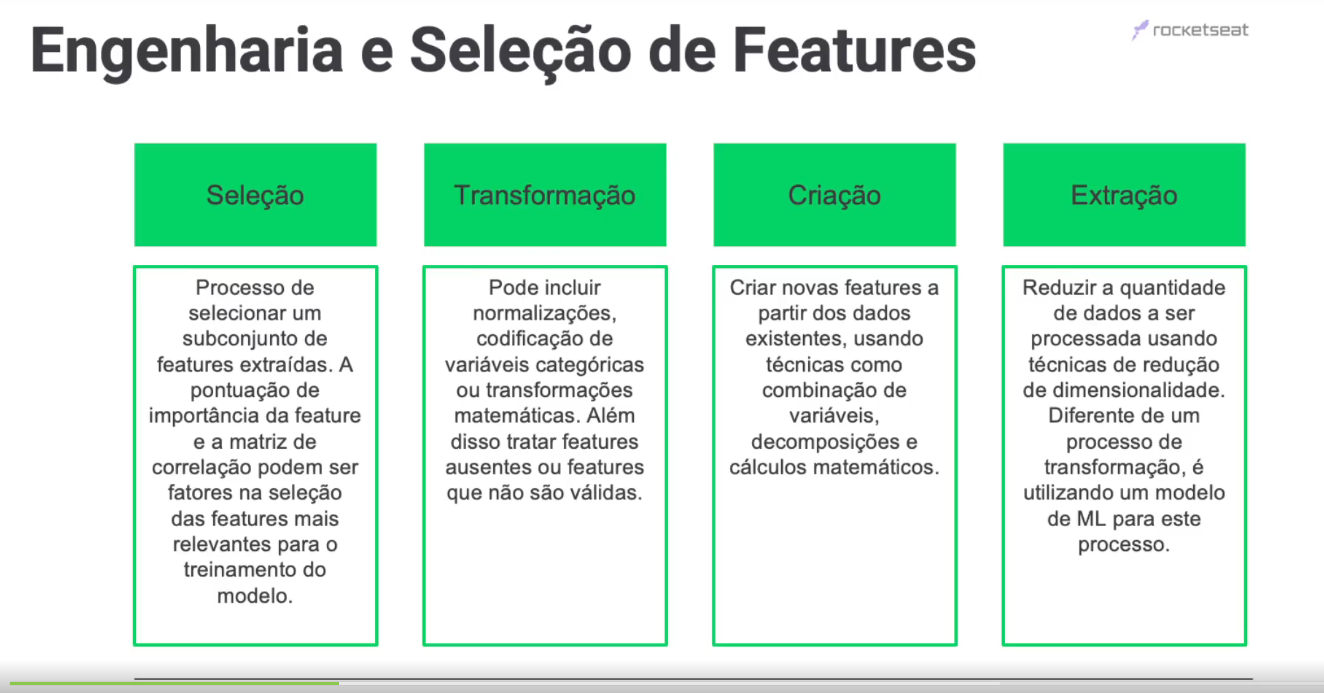 Engenharia e Seleção de Features
rocketseat
Seleção
Processo de
selecionar um
subconjunto de
features extraídas. A
pontuação de
importância da feature
e a matriz de
correlação podem ser
fatores na seleção
das features mais
relevantes para o
treinamento do
modelo.
Transformação
Pode incluir
normalizações,
codificação de
variáveis categóricas
ou transformações
matemáticas. Além
disso tratar features
ausentes ou features
que não são válidas.
Criação
Criar novas features a
partir dos dados
existentes, usando
técnicas como
combinação de
variáveis,
decomposições e
cálculos matemáticos.
Extração
Reduzir a quantidade
de dados a ser
processada usando
técnicas de redução
de dimensionalidade.
Diferente de um
processo de
transformação, é
utilizando um modelo
de ML para este
processo.